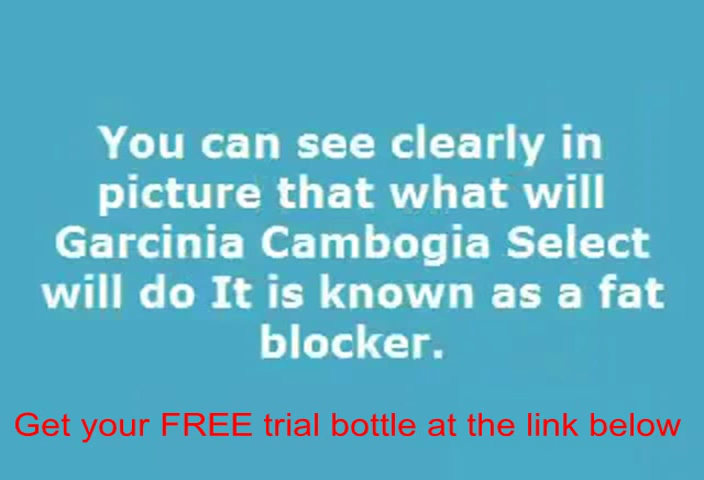 You can see clearly in
picture that what will
Garcinia Cambogia Select
will do It is known as a fat
blocker.
Get your FREE trial bottle at the link below